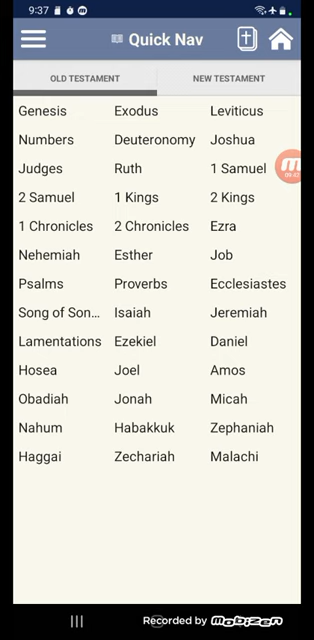 9:37
Quick Nav
OLD TESTAMENT NEW TESTAMENT
Genesis Exodus Leviticus
Numbers Deuteronomy Joshua
Judges Ruth 1 Samuel
2 Samuel 1 Kings 2 Kings
1 Chronicles 2 Chronicles Ezra
Nehemiah Esther Job
Psalms Proverbs Ecclesiastes
Song of Son... Isaiah Jeremiah
Lamentations Ezekiel Daniel
Hosea Joel Amos
Obadiah Jonah Micah
Nahum Habakkuk Zephaniah
Haggai Zechariah Malachi
Recorded by mobizen